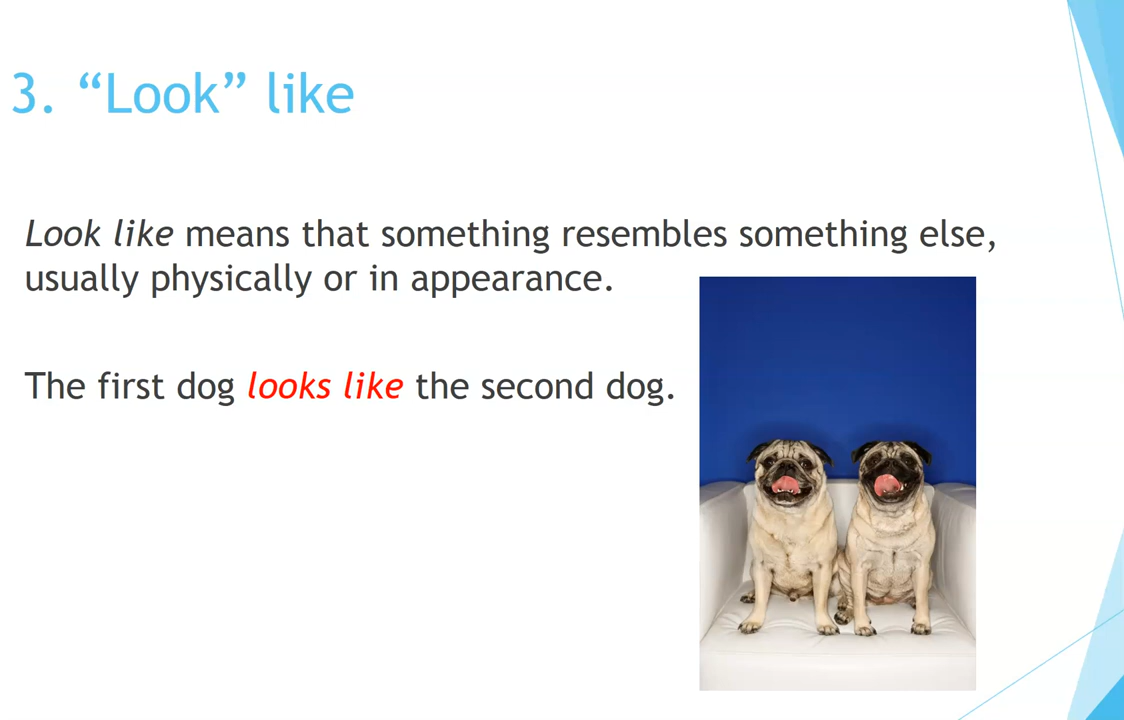 3. “Look” like
Look like means that something resembles something else,
usually physically or in appearance.
The first dog looks like the second dog.